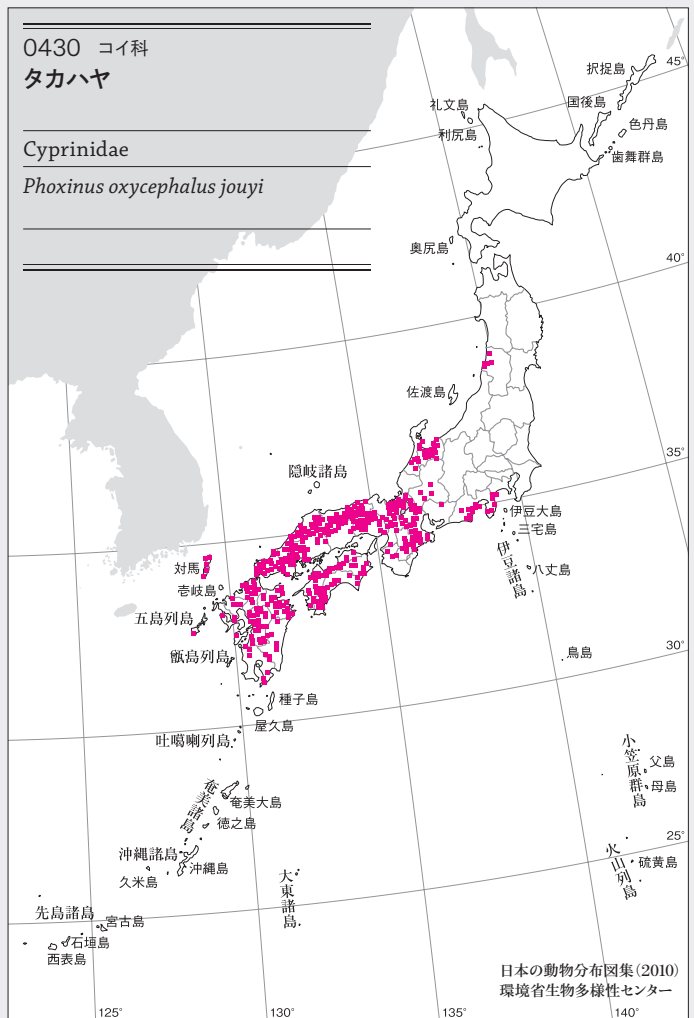 0430 コイ科
タカハヤ
Cyprinidae
Phoxinus oxycephalus jouyi
45°
択捉島
礼文島
国後島
色丹島
利尻島
歯舞群島
奥尻島
40°
佐渡島
35°
隠岐諸島
伊豆大島
三宅島
伊豆諸島
八丈島
対馬
壱岐島
五島列島
甑島列島
鳥島
30°
種子島
屋久島
吐噶喇列島
小笠原群島
父島
母島
奄美諸島
奄美大島
徳之島
25°
沖縄諸島
沖縄島
久米島
火山列島
硫黄島
大東諸島
先島諸島
宮古島
石垣島
西表島
日本の動物分布図集(2010)
環境省生物多様性センター
125°
130°
135°
140°